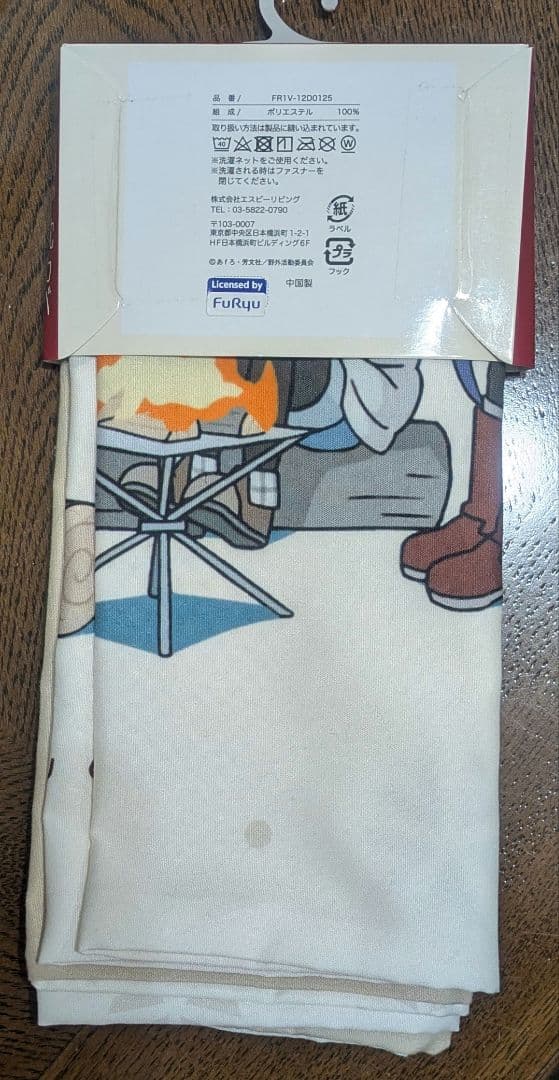 品 番/ FR1V-12D0125
組 成/ ポリエステル 100%
取り扱い方法は製品に縫い込まれています。
40 W
※洗濯ネットをご使用ください。
※洗濯される時はファスナーを
閉じてください。
株式会社エスピーリビング
TEL：03-5822-0790
〒103-0007
東京都中央区日本橋浜町1-2-1
HF日本橋浜町ビルディング6F
紙
ラベル
プラ
フック
©あfろ・芳文社／野外活動委員会
Licensed by
FuRyu
中国製